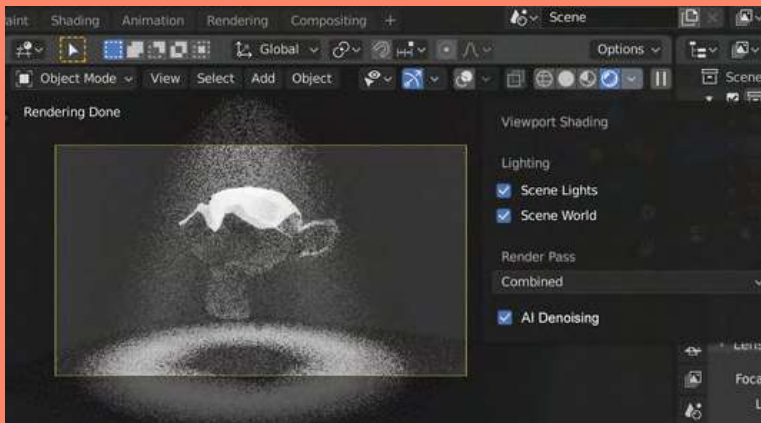 aint Shading Animation Rendering Compositing + Scene
Global Options
Object Mode View Select Add Object Scene
Rendering Done
Viewport Shading
Lighting
Scene Lights
Scene World
Render Pass
Combined
AI Denoising
Lens
Foca
L